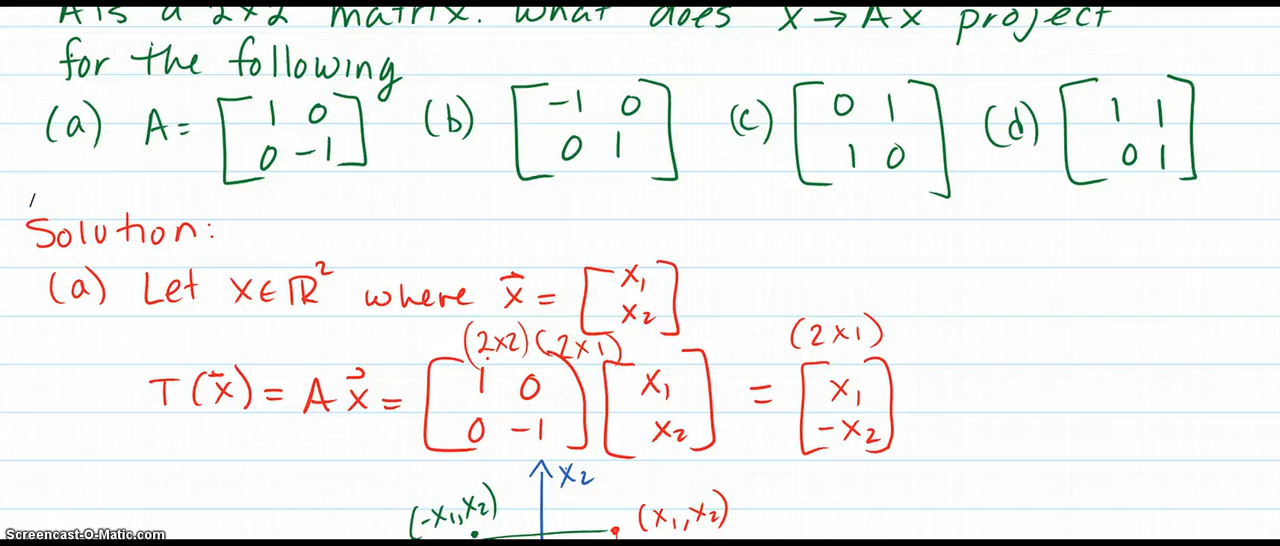 A is a 2x2 matrix. What does x → Ax project
for the following
(a) A = [1 0; 0 -1] (b) [-1 0; 0 1] (c) [0 1; 1 0] (d) [1 1; 0 1]
Solution:
(a) Let x∈ℝ² where x⃗ = [x₁; x₂]
(2x2) (2x1) (2x1)
T(x⃗) = A x⃗ = [1 0; 0 -1] [x₁; x₂] = [x₁; -x₂]
x₂
(-x₁, x₂) (x₁, x₂)
Screencast-O-Matic.com